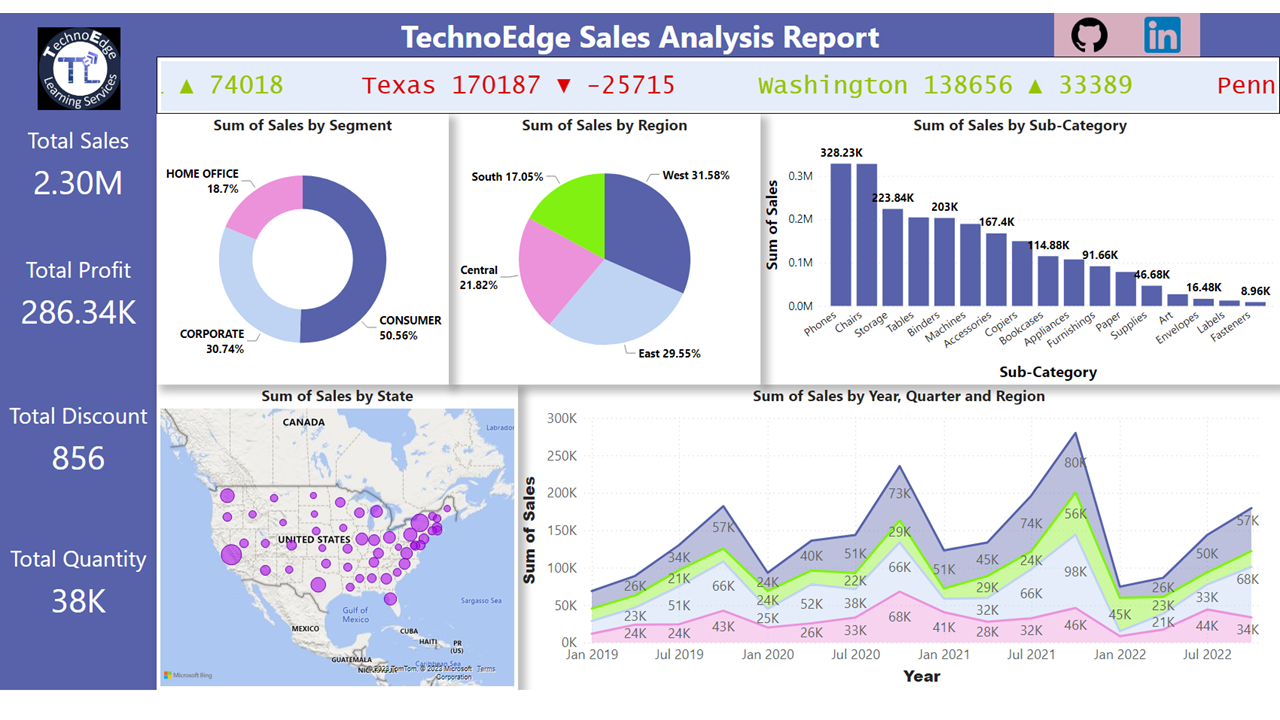 TechnoEdge
TL
Learning Services
TechnoEdge Sales Analysis Report
in
▲ 74018 Texas 170187 ▼ -25715 Washington 138656 ▲ 33389 Penn
Total Sales
2.30M
Total Profit
286.34K
Total Discount
856
Total Quantity
38K
Sum of Sales by Segment
HOME OFFICE
18.7%
CORPORATE
30.74%
CONSUMER
50.56%
Sum of Sales by Region
South 17.05%
West 31.58%
Central
21.82%
East 29.55%
Sum of Sales by Sub-Category
Sum of Sales
0.3M
0.2M
0.1M
0.0M
328.23K
223.84K
203K
167.4K
114.88K
91.66K
46.68K
16.48K
8.96K
Phones
Chairs
Storage
Tables
Binders
Machines
Accessories
Copiers
Bookcases
Appliances
Furnishings
Paper
Supplies
Art
Envelopes
Labels
Fasteners
Sub-Category
Sum of Sales by State
CANADA
Labrador
UNITED STATES
Gulf of
Mexico
Sargasso Sea
MEXICO
CUBA
HAITI
PR
(US)
GUATEMALA
Caribbean Sea
Microsoft Bing
© 2023 TomTom, © 2023 Microsoft Corporation Terms
Sum of Sales by Year, Quarter and Region
Sum of Sales
300K
250K
200K
150K
100K
50K
0K
26K 34K 57K 24K 40K 51K 73K 51K 45K 74K 80K 26K 50K 57K
23K 21K 24K 22K 29K 29K 24K 56K 45K 23K
51K 66K 25K 52K 38K 66K 32K 66K 98K 21K 33K 68K
24K 24K 43K 26K 33K 68K 41K 28K 32K 46K 44K 34K
Jan 2019
Jul 2019
Jan 2020
Jul 2020
Jan 2021
Jul 2021
Jan 2022
Jul 2022
Year